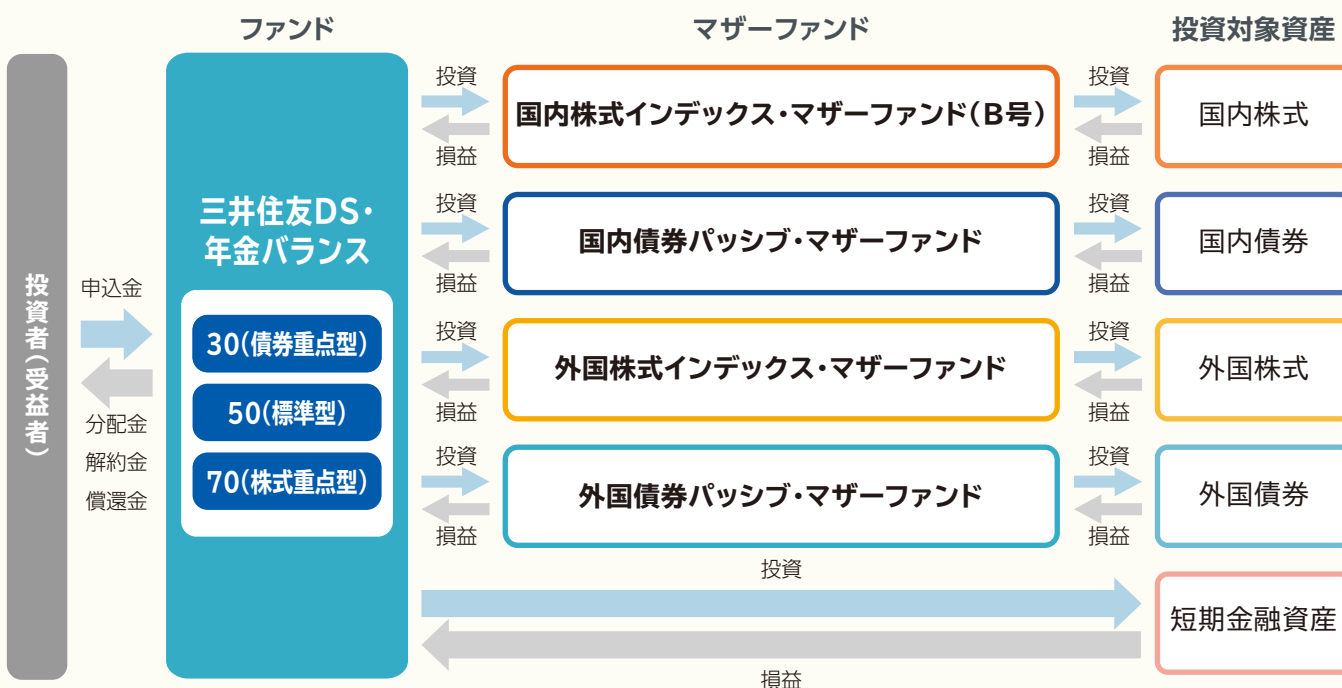 ファンド
マザーファンド
投資対象資産
投資者(受益者)
申込金
分配金
解約金
償還金
三井住友DS・
年金バランス
30(債券重点型)
50(標準型)
70(株式重点型)
投資
損益
国内株式インデックス・マザーファンド(B号)
投資
損益
国内株式
投資
損益
国内債券パッシブ・マザーファンド
投資
損益
国内債券
投資
損益
外国株式インデックス・マザーファンド
投資
損益
外国株式
投資
損益
外国債券パッシブ・マザーファンド
投資
損益
外国債券
投資
損益
短期金融資産